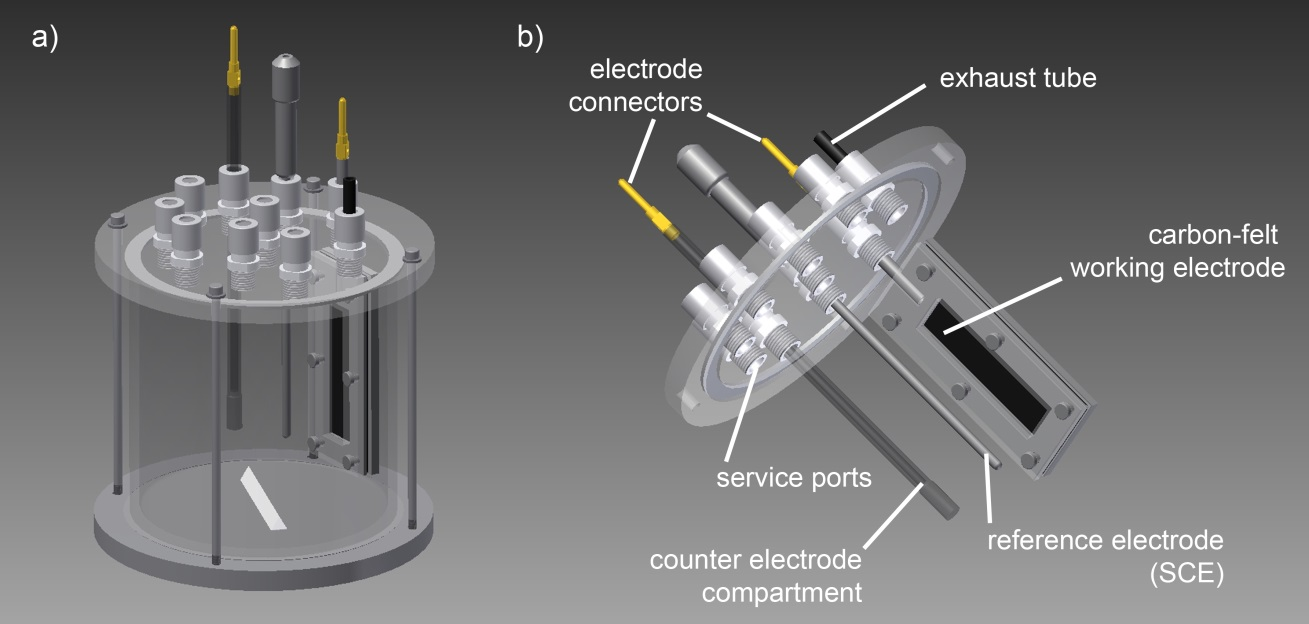 a)
b)
electrode
connectors
exhaust tube
carbon-felt
working electrode
service ports
counter electrode
compartment
reference electrode
(SCE)